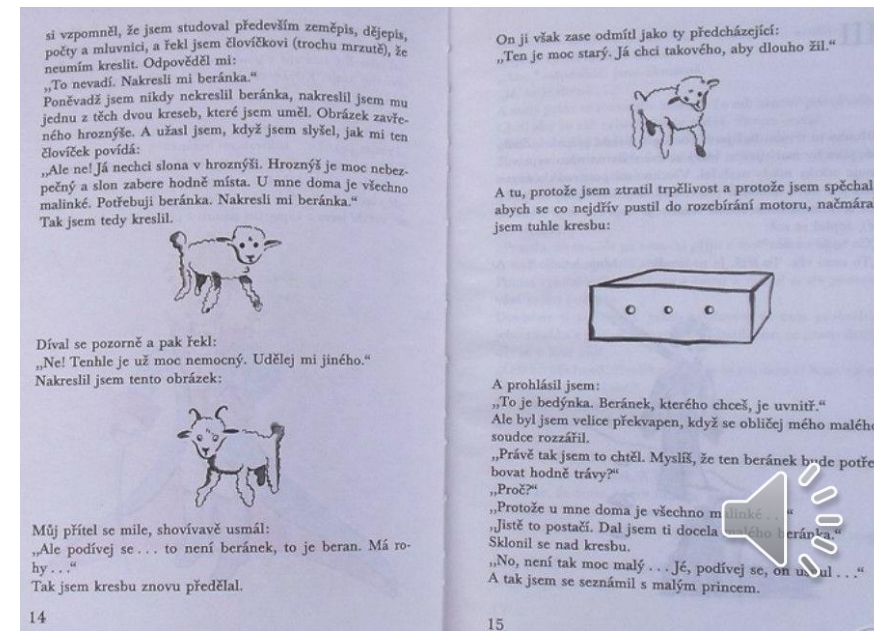 si vzpomněl, že jsem studoval především zeměpis, dějepis,
počty a mluvnici, a řekl jsem človíčkovi (trochu mrzutě), že
neumím kreslit. Odpověděl mi:
„To nevadí. Nakresli mi beránka.“
Poněvadž jsem nikdy nekreslil beránka, nakreslil jsem mu
jednu z těch dvou kreseb, které jsem uměl. Obrázek zavře-
ného hroznýše. A užasl jsem, když jsem slyšel, jak mi ten
človíček povídá:
„Ale ne! Já nechci slona v hroznýši. Hroznýš je moc nebez-
pečný a slon zabere hodně místa. U mne doma je všechno
malinké. Potřebuji beránka. Nakresli mi beránka.“
Tak jsem tedy kreslil.
Díval se pozorně a pak řekl:
„Ne! Tenhle je už moc nemocný. Udělej mi jiného.“
Nakreslil jsem tento obrázek:
Můj přítel se mile, shovívavě usmál:
„Ale podívej se . . . to není beránek, to je beran. Má ro-
hy . . .“
Tak jsem kresbu znovu předělal.
14
On ji však zase odmítl jako ty předcházející:
„Ten je moc starý. Já chci takového, aby dlouho žil.“
A tu, protože jsem ztratil trpělivost a protože jsem spěchal
abych se co nejdřív pustil do rozebírání motoru, načmára
jsem tuhle kresbu:
A prohlásil jsem:
„To je bedýnka. Beránek, kterého chceš, je uvnitř.“
Ale byl jsem velice překvapen, když se obličej mého malého
soudce rozzářil.
„Právě tak jsem to chtěl. Myslíš, že ten beránek bude potře
bovat hodně trávy?“
„Proč?“
„Protože u mne doma je všechno malinké . . .“
„Jistě to postačí. Dal jsem ti docela malého beránka.“
Sklonil se nad kresbu.
„No, není tak moc malý . . . Jé, podívej se, on usnul . . .“
A tak jsem se seznámil s malým princem.
15